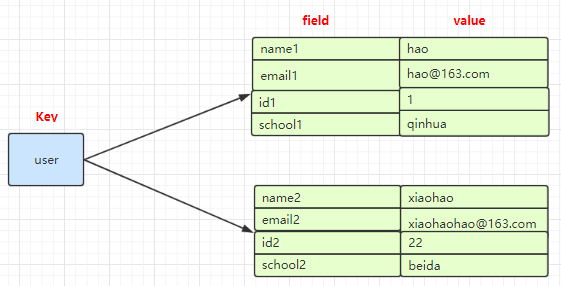 field value
name1 hao
email1 hao@163.com
id1 1
school1 qinhua
Kev
user
name2 xiaohao
email2 xiaohaohao@163.com
id2 22
school2 beida